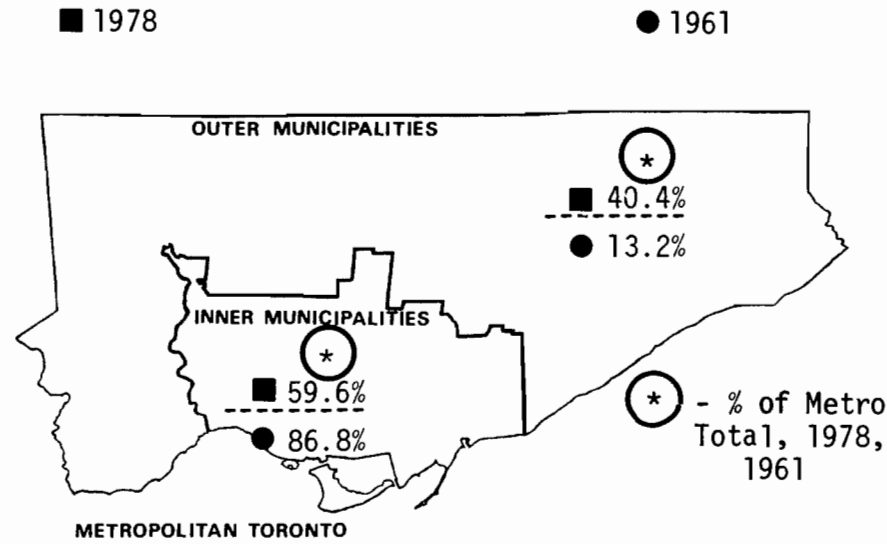 ■ 1978
● 1961
OUTER MUNICIPALITIES
*
■ 40.4%
● 13.2%
INNER MUNICIPALITIES
*
■ 59.6%
● 86.8%
* - % of Metro
Total, 1978,
1961
METROPOLITAN TORONTO